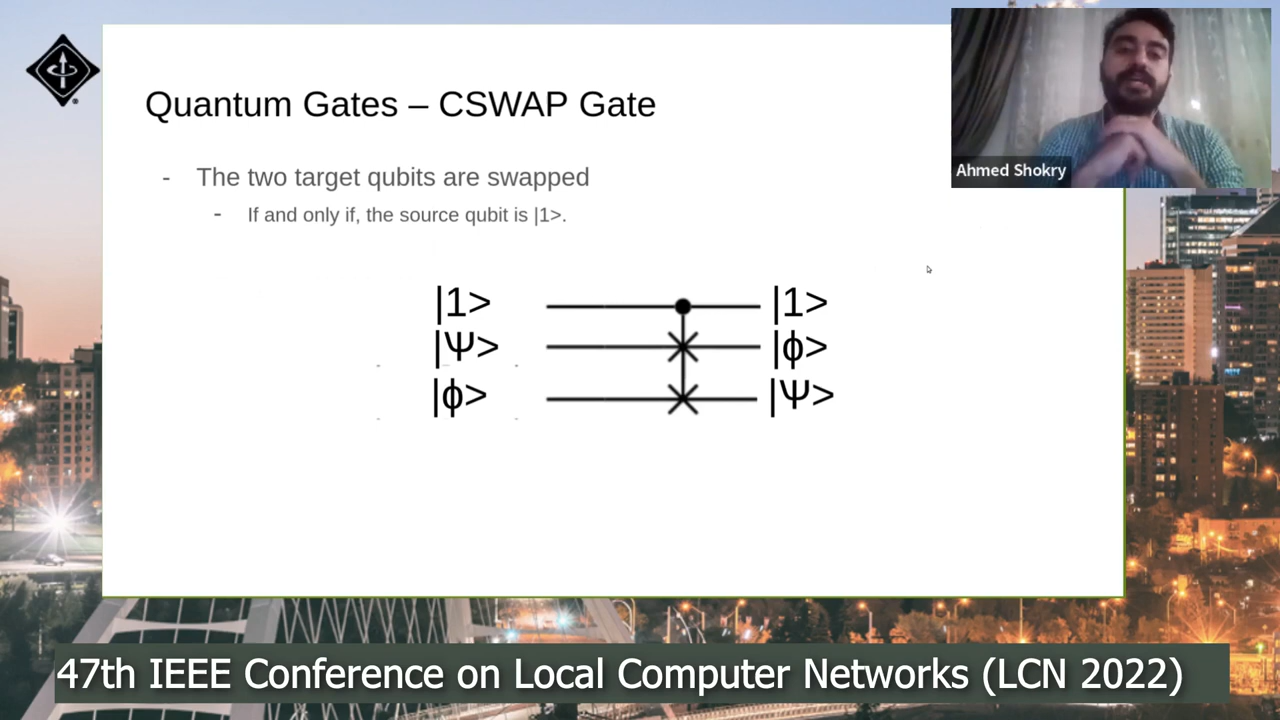 Quantum Gates – CSWAP Gate
Ahmed Shokry
- The two target qubits are swapped
- If and only if, the source qubit is |1>.
|1> |1>
|Ψ> |ϕ>
|ϕ> |Ψ>
47th IEEE Conference on Local Computer Networks (LCN 2022)